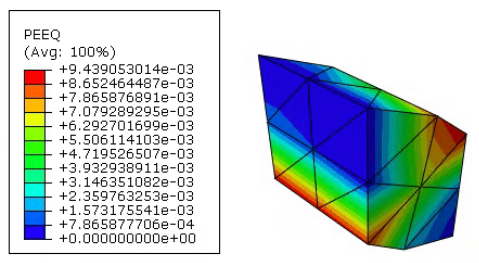 PEEQ
(Avg: 100%)
+9.439053014e-03
+8.652464487e-03
+7.865876891e-03
+7.079289295e-03
+6.292701699e-03
+5.506114103e-03
+4.719526507e-03
+3.932938911e-03
+3.146351082e-03
+2.359763253e-03
+1.573175541e-03
+7.865877706e-04
+0.000000000e+00